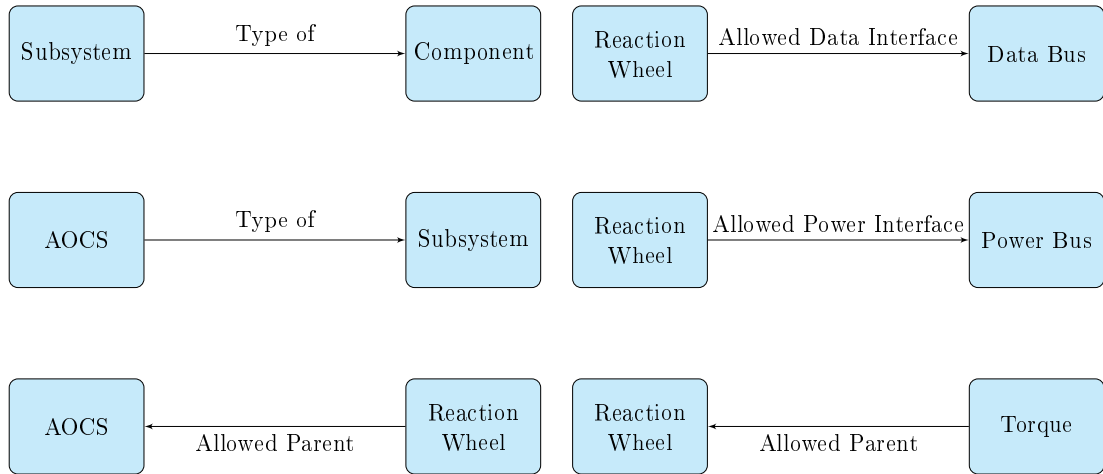 Subsystem
Type of
Component
Reaction
Wheel
Allowed Data Interface
Data Bus
AOCS
Type of
Subsystem
Reaction
Wheel
Allowed Power Interface
Power Bus
AOCS
Allowed Parent
Reaction
Wheel
Reaction
Wheel
Allowed Parent
Torque